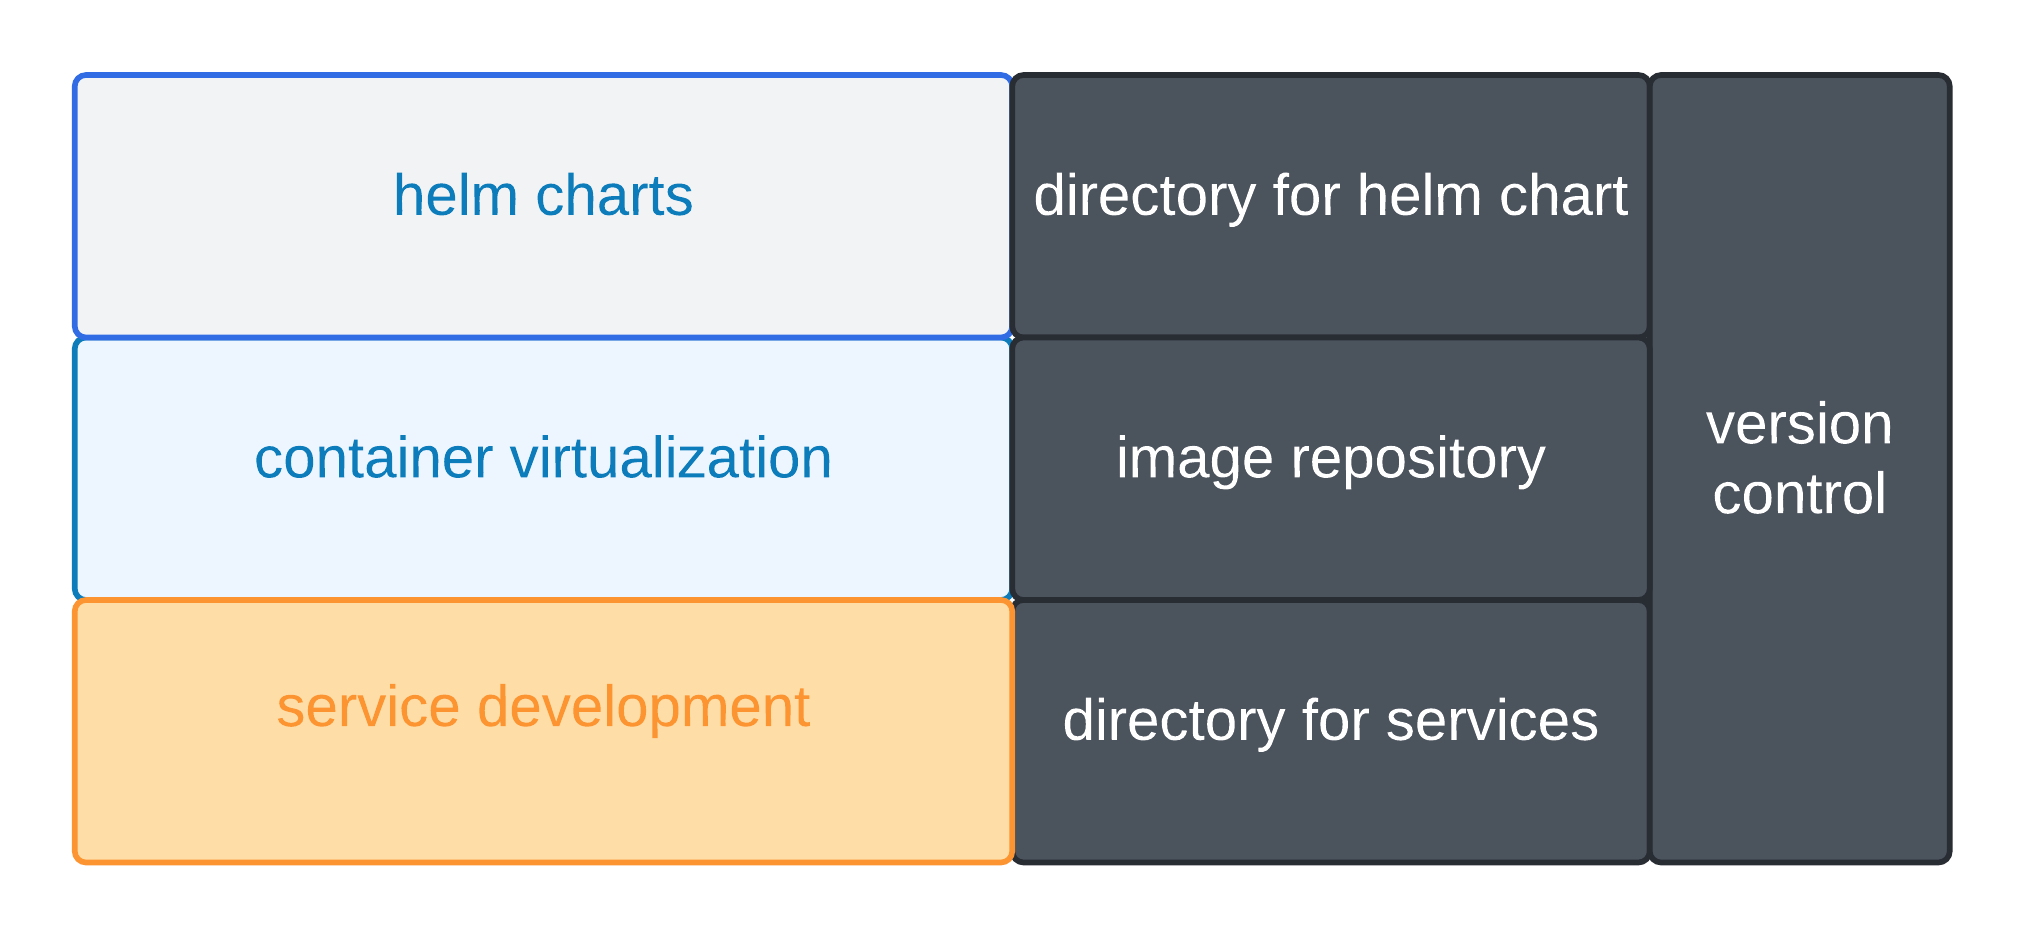 helm charts
directory for helm chart
container virtualization
image repository
version
control
service development
directory for services